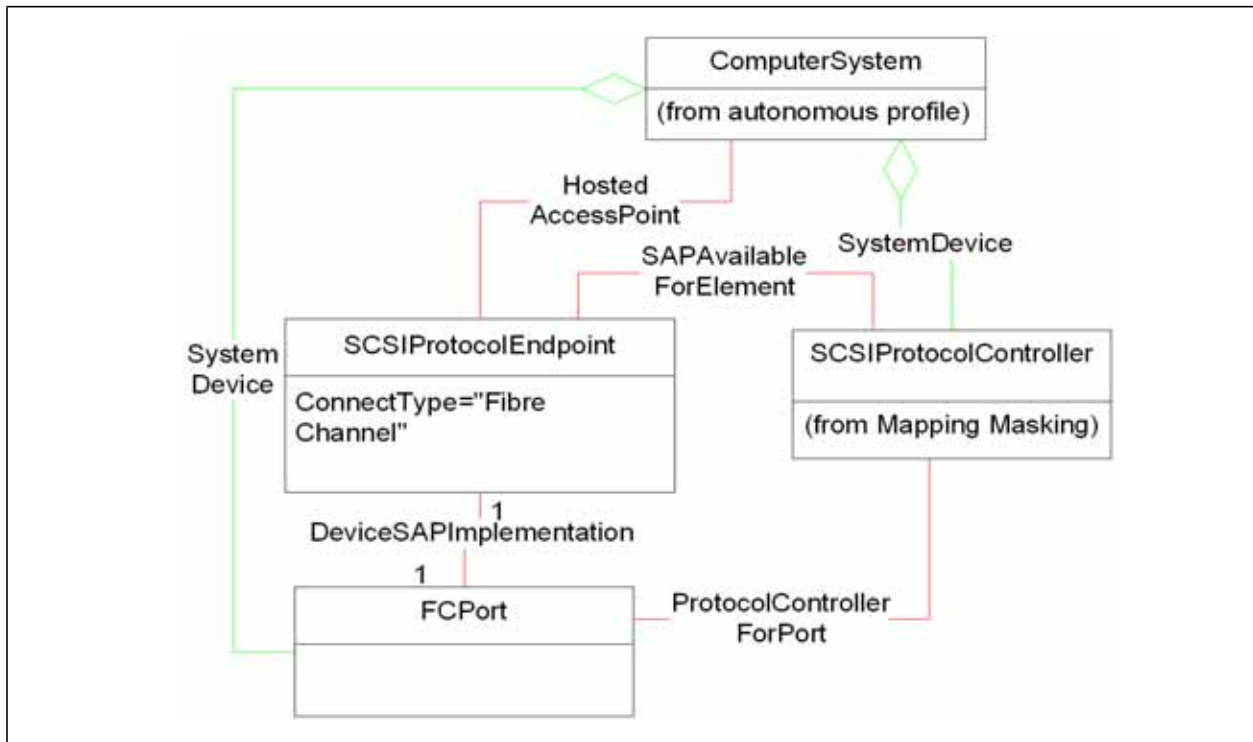 ComputerSystem
(from autonomous profile)
Hosted
AccessPoint
SystemDevice
SAPAvailable
ForElement
SCSIProtocolEndpoint
ConnectType="Fibre
Channel"
SCSIProtocolController
(from Mapping Masking)
System
Device
1
DeviceSAPImplementation
1
FCPort
ProtocolController
ForPort